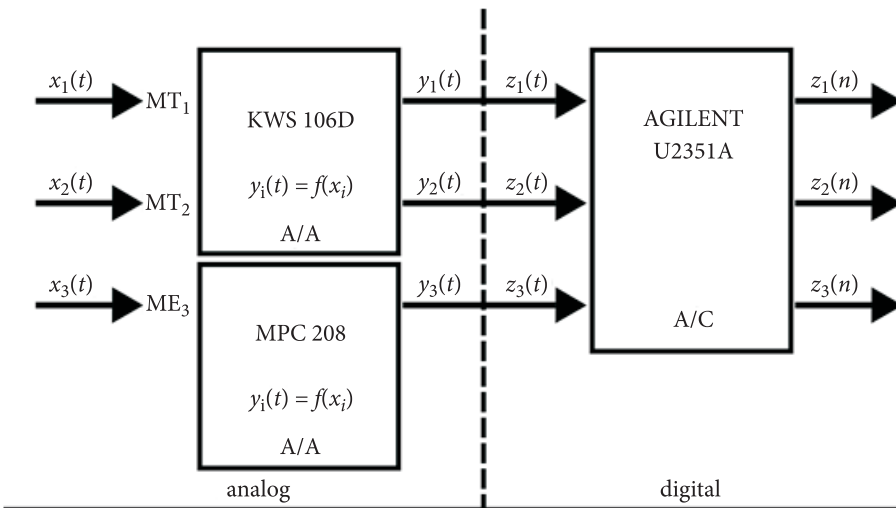 x1(t) MT1 y1(t) z1(t) z1(n)
KWS 106D
AGILENT
U2351A
x2(t) MT2 yi(t) = f(xi) y2(t) z2(t) z2(n)
A/A
x3(t) ME3 y3(t) z3(t) z3(n)
MPC 208
A/C
yi(t) = f(xi)
A/A
analog digital